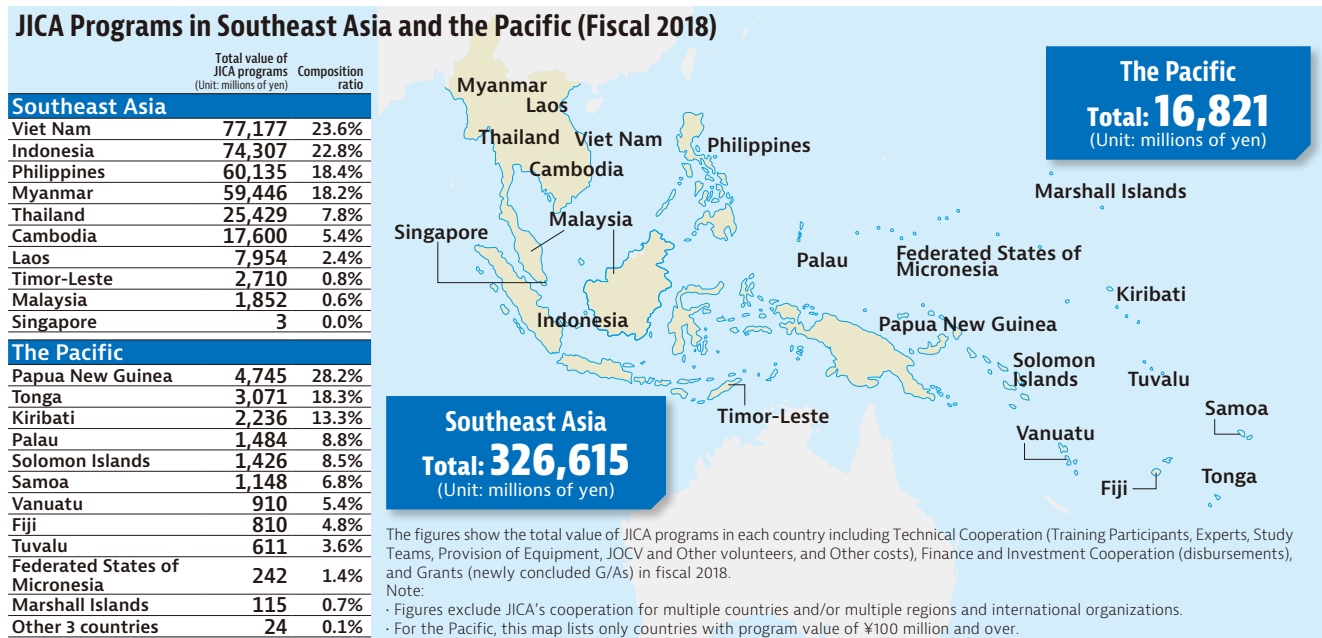 JICA Programs in Southeast Asia and the Pacific (Fiscal 2018)
Total value of
JICA programs
(Unit: millions of yen)
Composition
ratio
Southeast Asia
Viet Nam 77,177 23.6%
Indonesia 74,307 22.8%
Philippines 60,135 18.4%
Myanmar 59,446 18.2%
Thailand 25,429 7.8%
Cambodia 17,600 5.4%
Laos 7,954 2.4%
Timor-Leste 2,710 0.8%
Malaysia 1,852 0.6%
Singapore 3 0.0%
The Pacific
Papua New Guinea 4,745 28.2%
Tonga 3,071 18.3%
Kiribati 2,236 13.3%
Palau 1,484 8.8%
Solomon Islands 1,426 8.5%
Samoa 1,148 6.8%
Vanuatu 910 5.4%
Fiji 810 4.8%
Tuvalu 611 3.6%
Federated States of
Micronesia 242 1.4%
Marshall Islands 115 0.7%
Other 3 countries 24 0.1%
Myanmar
Laos
Thailand
Viet Nam
Cambodia
Philippines
Malaysia
Singapore
Indonesia
Timor-Leste
The Pacific
Total: 16,821
(Unit: millions of yen)
Marshall Islands
Palau
Federated States of
Micronesia
Kiribati
Papua New Guinea
Solomon
Islands
Tuvalu
Samoa
Vanuatu
Fiji
Tonga
Southeast Asia
Total: 326,615
(Unit: millions of yen)
The figures show the total value of JICA programs in each country including Technical Cooperation (Training Participants, Experts, Study
Teams, Provision of Equipment, JOCV and Other volunteers, and Other costs), Finance and Investment Cooperation (disbursements),
and Grants (newly concluded G/As) in fiscal 2018.
Note:
· Figures exclude JICA's cooperation for multiple countries and/or multiple regions and international organizations.
· For the Pacific, this map lists only countries with program value of ¥100 million and over.